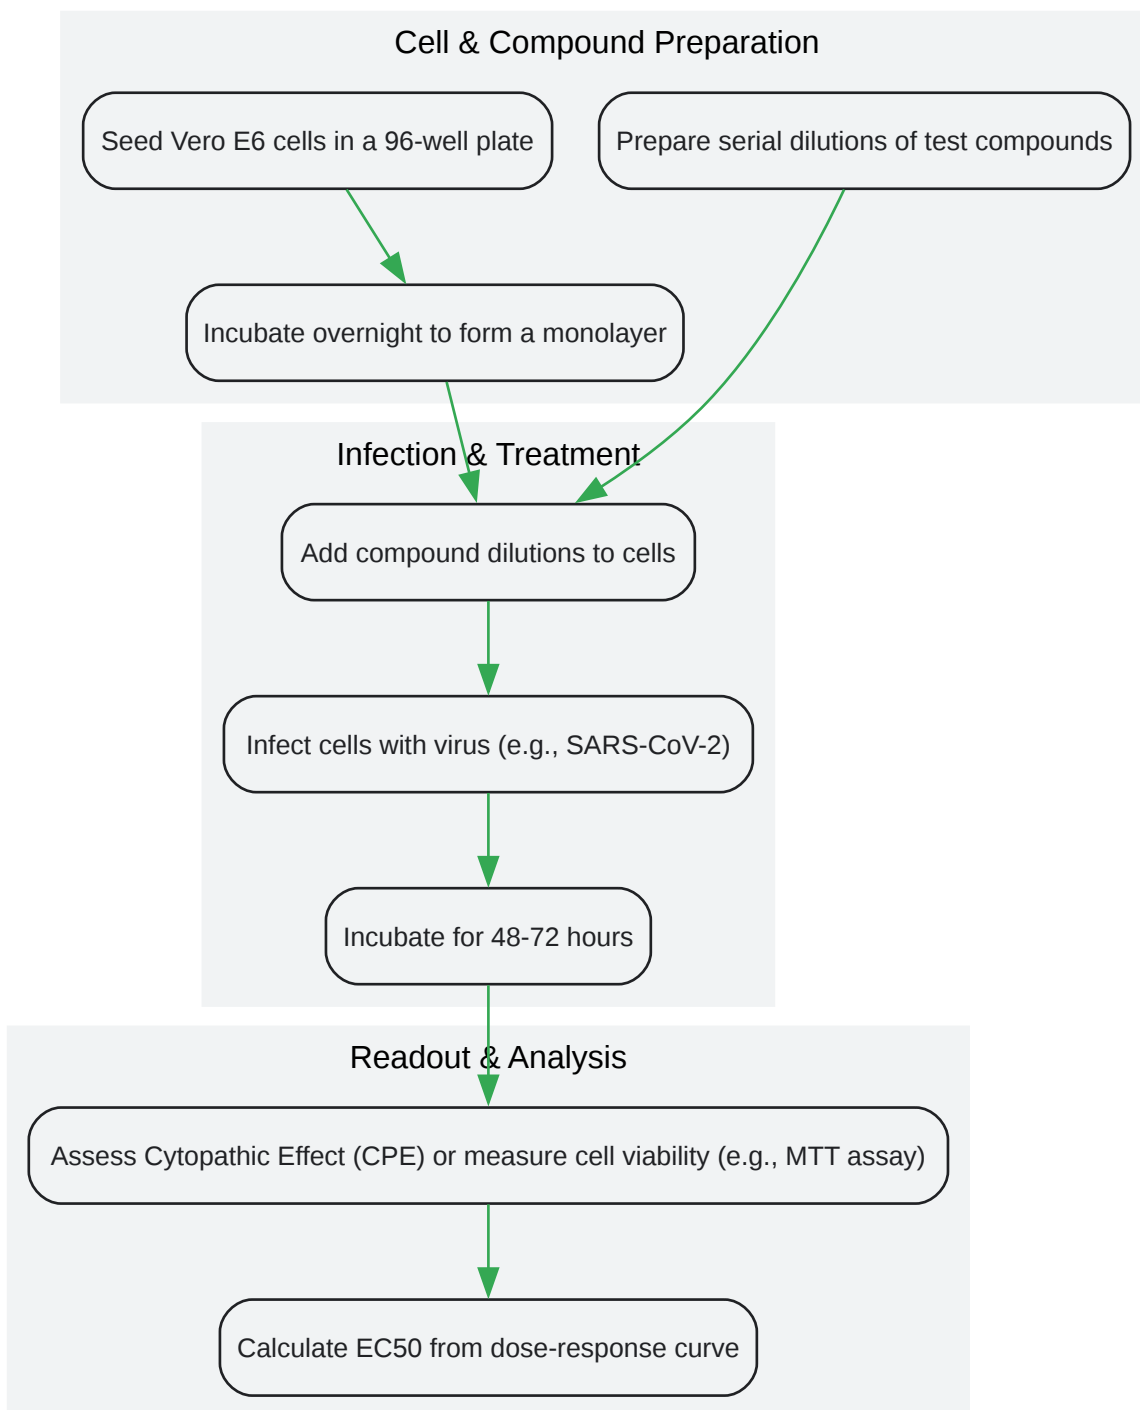 Cell & Compound Preparation
Seed Vero E6 cells in a 96-well plate
Prepare serial dilutions of test compounds
Incubate overnight to form a monolayer
Infection & Treatment
Add compound dilutions to cells
Infect cells with virus (e.g., SARS-CoV-2)
Incubate for 48-72 hours
Readout & Analysis
Assess Cytopathic Effect (CPE) or measure cell viability (e.g., MTT assay)
Calculate EC50 from dose-response curve